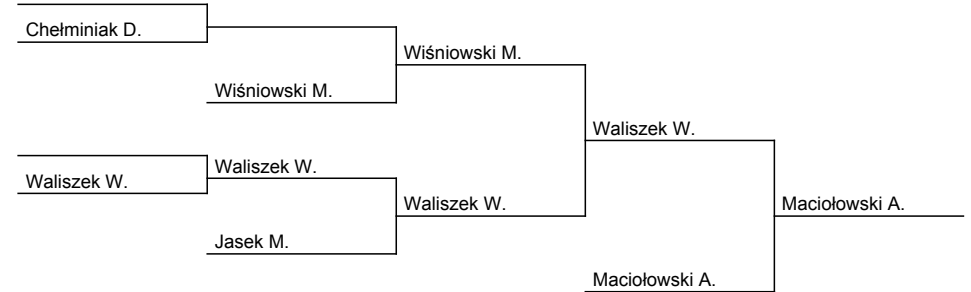 Chełminiak D.
Wiśniowski M.
Wiśniowski M.
Waliszek W.
Waliszek W.
Waliszek W.
Waliszek W.
Maciołowski A.
Jasek M.
Maciołowski A.